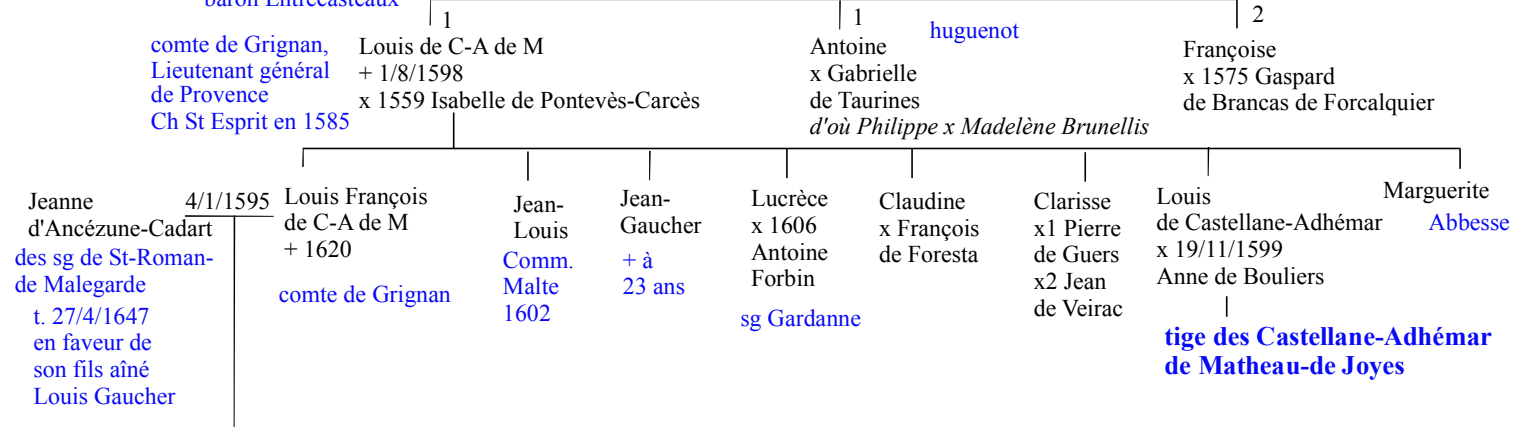 baron Entrecasteaux
1
1
2
comte de Grignan,
Lieutenant général
de Provence
Ch St Esprit en 1585
Louis de C-A de M
+ 1/8/1598
x 1559 Isabelle de Pontevès-Carcès
huguenot
Antoine
x Gabrielle
de Taurines
d'où Philippe x Madelène Brunellis
Françoise
x 1575 Gaspard
de Brancas de Forcalquier
Jeanne
d'Ancézune-Cadart
des sg de St-Roman-
de Malegarde
t. 27/4/1647
en faveur de
son fils aîné
Louis Gaucher
4/1/1595
Louis François
de C-A de M
+ 1620
comte de Grignan
Jean-
Louis
Comm.
Malte
1602
Jean-
Gaucher
+ à
23 ans
Lucrèce
x 1606
Antoine
Forbin
sg Gardanne
Claudine
x François
de Foresta
Clarisse
x1 Pierre
de Guers
x2 Jean
de Veirac
Louis
de Castellane-Adhémar
x 19/11/1599
Anne de Bouliers
tige des Castellane-Adhémar
de Matheau-de Joyes
Marguerite
Abbesse